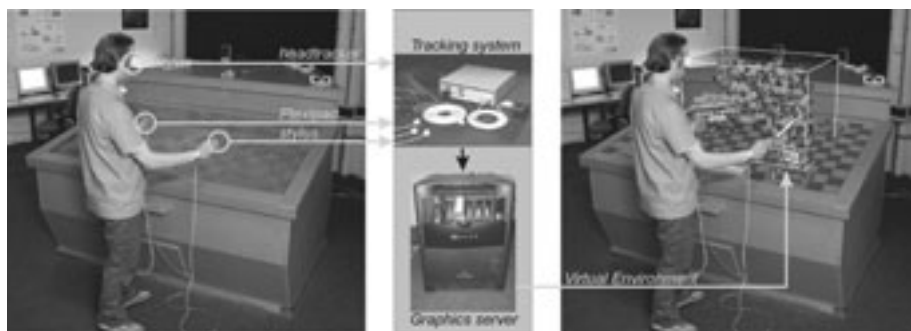 headtracker
Tracking system
Plexipad
stylus
Virtual Environment
Graphics server